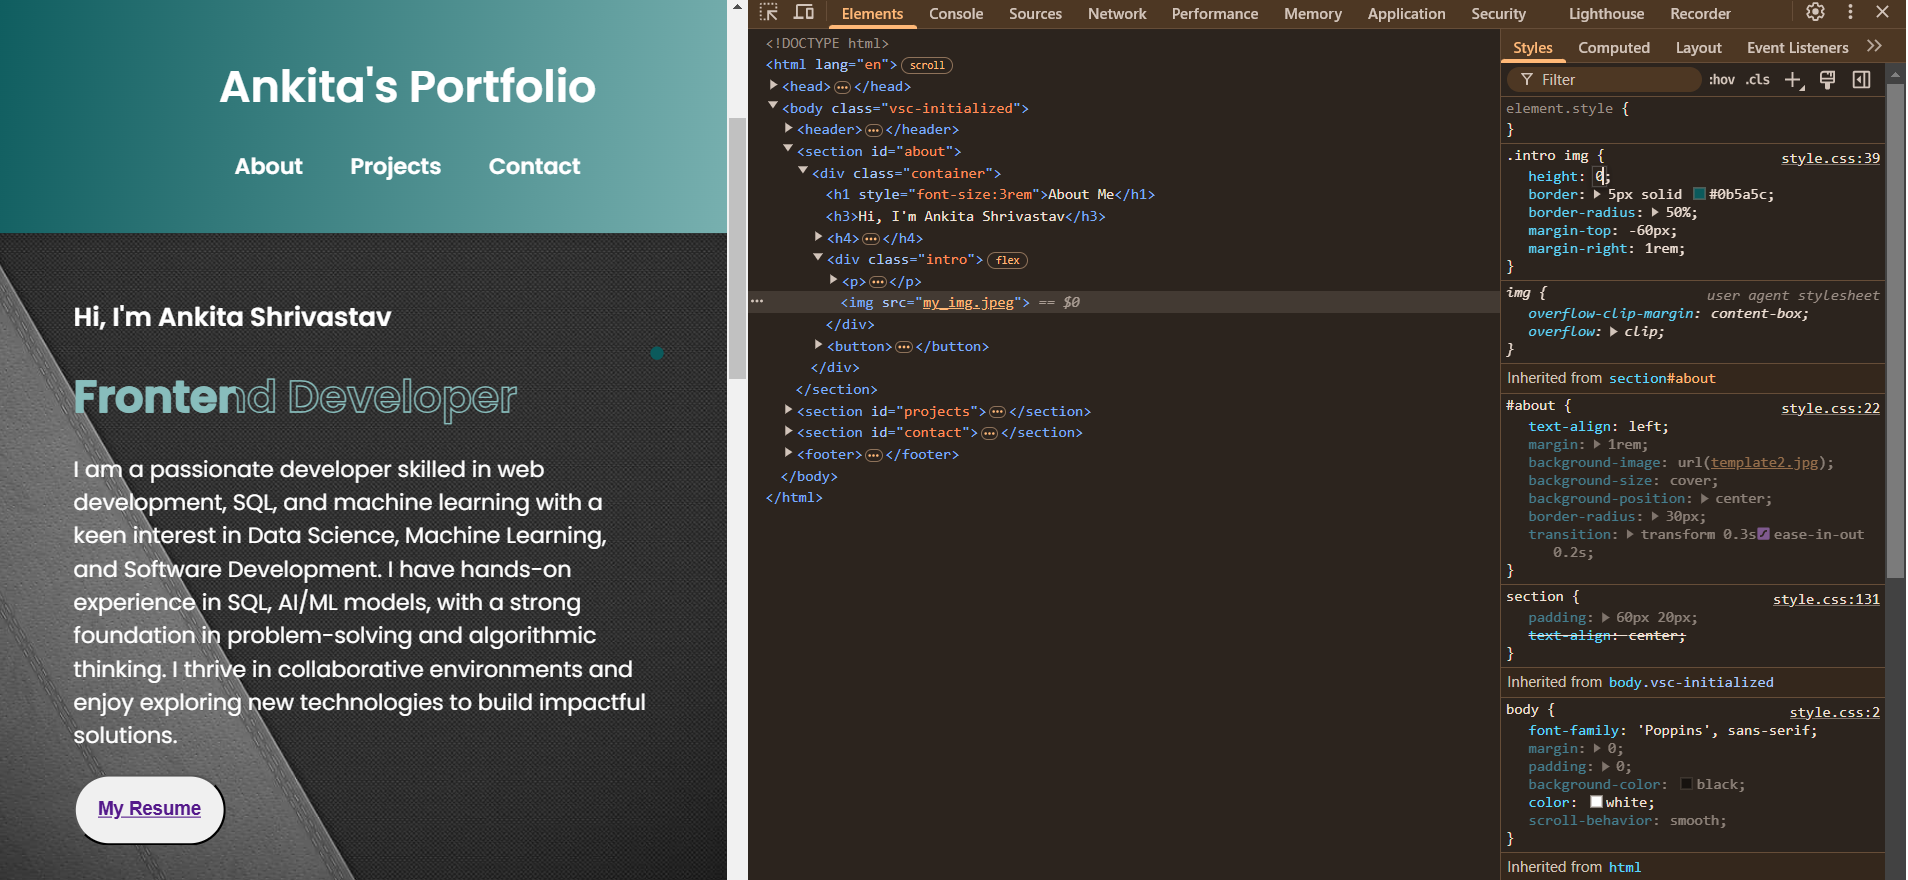 Ankita's Portfolio
About Projects Contact
Hi, I'm Ankita Shrivastav
Frontend Developer
I am a passionate developer skilled in web
development, SQL, and machine learning with a
keen interest in Data Science, Machine Learning,
and Software Development. I have hands-on
experience in SQL, AI/ML models, with a strong
foundation in problem-solving and algorithmic
thinking. I thrive in collaborative environments and
enjoy exploring new technologies to build impactful
solutions.
My Resume
Elements Console Sources Network Performance Memory Application Security Lighthouse Recorder
<!DOCTYPE html>
<html lang="en"> scroll
<head> ··· </head>
<body class="vsc-initialized">
<header> ··· </header>
<section id="about">
<div class="container">
<h1 style="font-size:3rem">About Me</h1>
<h3>Hi, I'm Ankita Shrivastav</h3>
<h4> ··· </h4>
<div class="intro"> flex
<p> ··· </p>
··· <img src="my_img.jpeg"> == $0
</div>
<button> ··· </button>
</div>
</section>
<section id="projects"> ··· </section>
<section id="contact"> ··· </section>
<footer> ··· </footer>
</body>
</html>
Styles Computed Layout Event Listeners
Filter :hov .cls
element.style {
}
.intro img { style.css:39
height: 0;
border: 5px solid #0b5a5c;
border-radius: 50%;
margin-top: -60px;
margin-right: 1rem;
}
img { user agent stylesheet
overflow-clip-margin: content-box;
overflow: clip;
}
Inherited from section#about
#about { style.css:22
text-align: left;
margin: 1rem;
background-image: url(template2.jpg);
background-size: cover;
background-position: center;
border-radius: 30px;
transition: transform 0.3s ease-in-out
0.2s;
}
section { style.css:131
padding: 60px 20px;
text-align: center;
}
Inherited from body.vsc-initialized
body { style.css:2
font-family: 'Poppins', sans-serif;
margin: 0;
padding: 0;
background-color: black;
color: white;
scroll-behavior: smooth;
}
Inherited from html